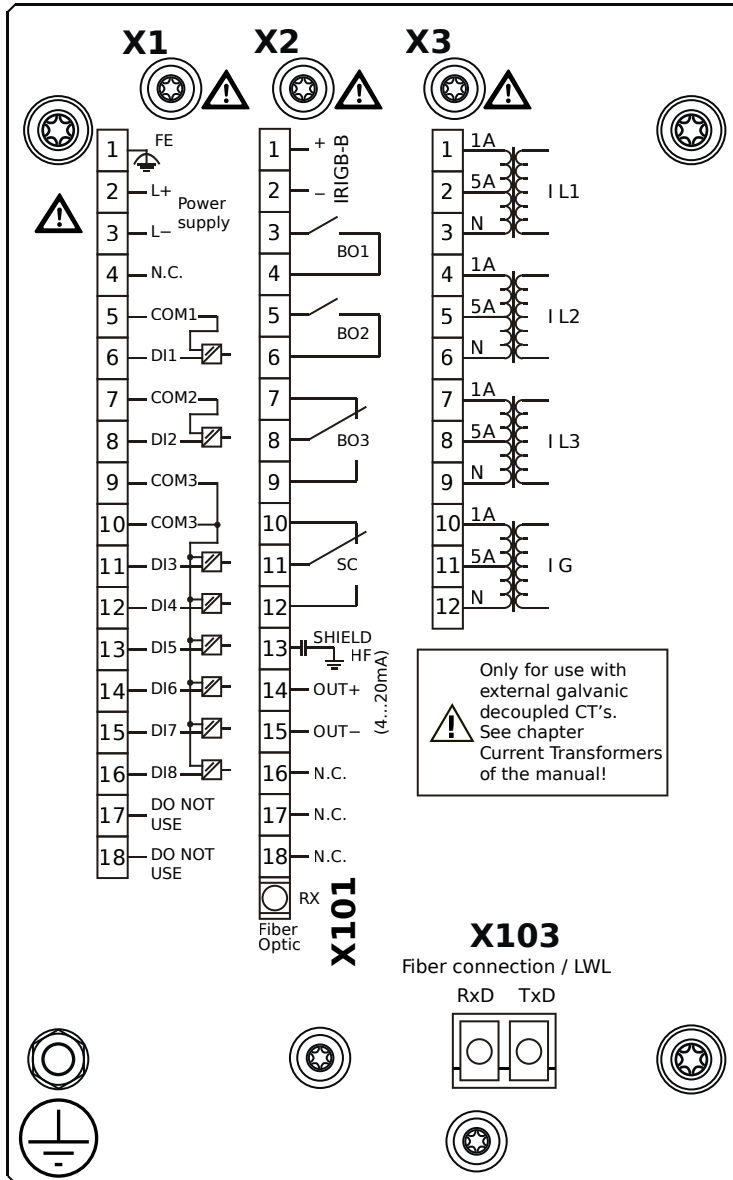 X1
X2
X3
1 FE
2 L+
Power
supply
3 L−
4 N.C.
5 COM1
6 DI1
7 COM2
8 DI2
9 COM3
10 COM3
11 DI3
12 DI4
13 DI5
14 DI6
15 DI7
16 DI8
17 DO NOT
USE
18 DO NOT
USE
1 +
2 −
IRIGB-B
3
BO1
4
5
BO2
6
7
8 BO3
9
10
11 SC
12
13 SHIELD
HF
14 OUT+
15 OUT−
(4...20mA)
16 N.C.
17 N.C.
18 N.C.
RX
Fiber
Optic
X101
1 1A
2 5A I L1
3 N
4 1A
5 5A I L2
6 N
7 1A
8 5A I L3
9 N
10 1A
11 5A I G
12 N
Only for use with
external galvanic
decoupled CT's.
See chapter
Current Transformers
of the manual!
X103
Fiber connection / LWL
RxD TxD